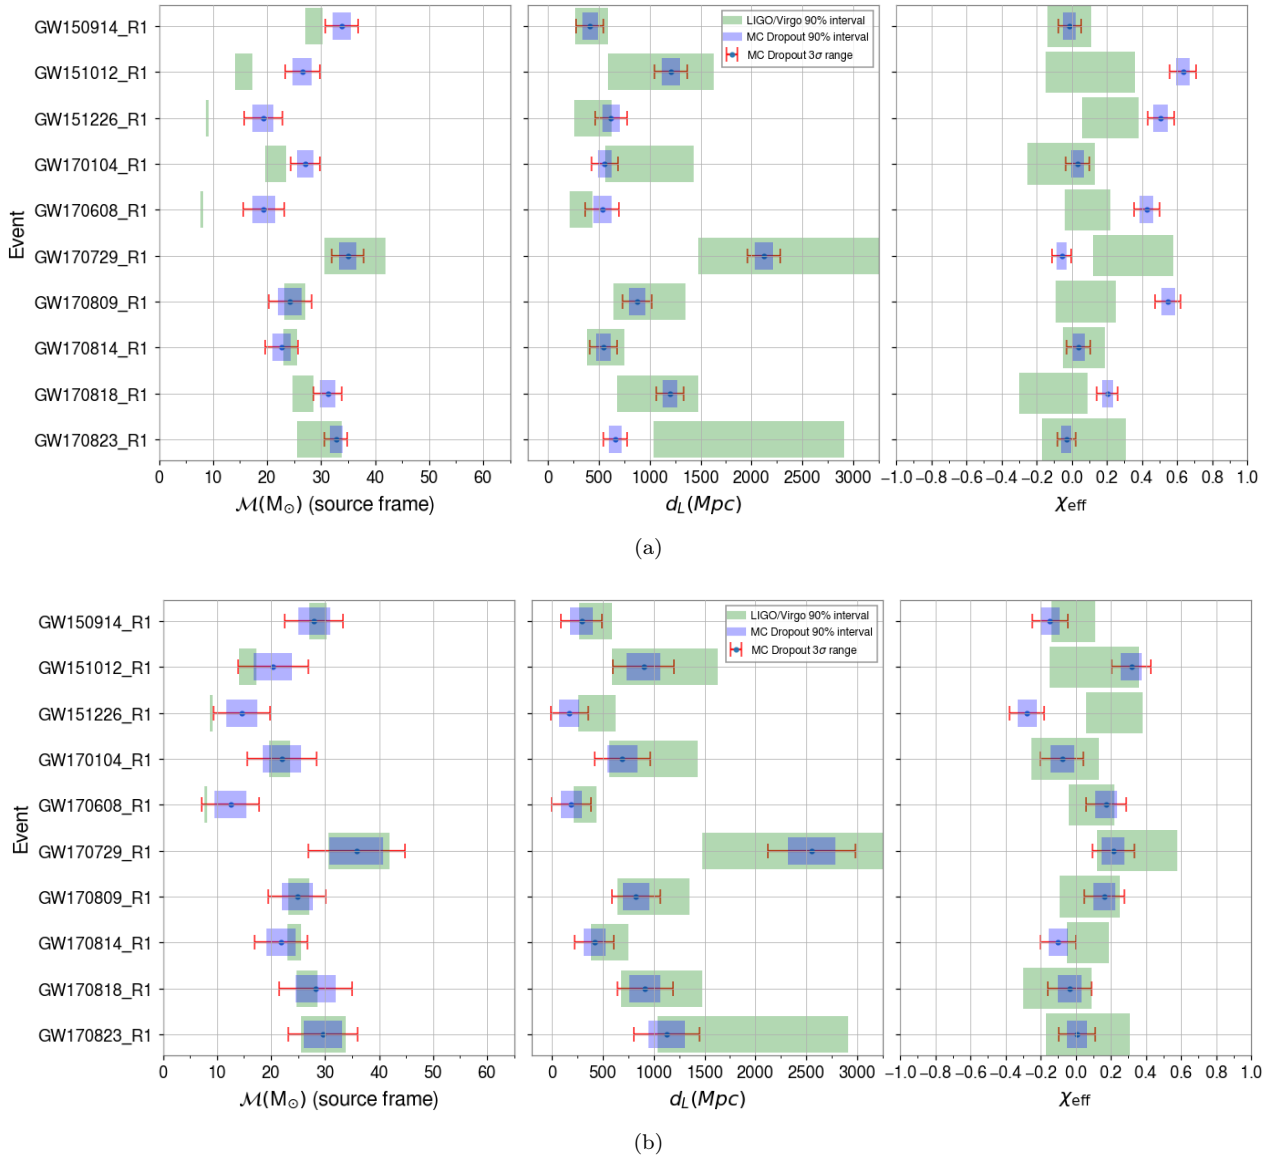 Event
GW150914_R1
GW151012_R1
GW151226_R1
GW170104_R1
GW170608_R1
GW170729_R1
GW170809_R1
GW170814_R1
GW170818_R1
GW170823_R1
LIGO/Virgo 90% interval
MC Dropout 90% interval
MC Dropout 3σ range
0 10 20 30 40 50 60
0 500 1000 1500 2000 2500 3000
−1.0 −0.8 −0.6 −0.4 −0.2 0.0 0.2 0.4 0.6 0.8 1.0
ℳ(M⊙) (source frame)
d_L(Mpc)
χeff
(a)
Event
GW150914_R1
GW151012_R1
GW151226_R1
GW170104_R1
GW170608_R1
GW170729_R1
GW170809_R1
GW170814_R1
GW170818_R1
GW170823_R1
LIGO/Virgo 90% interval
MC Dropout 90% interval
MC Dropout 3σ range
0 10 20 30 40 50 60
0 500 1000 1500 2000 2500 3000
−1.0 −0.8 −0.6 −0.4 −0.2 0.0 0.2 0.4 0.6 0.8 1.0
ℳ(M⊙) (source frame)
d_L(Mpc)
χeff
(b)